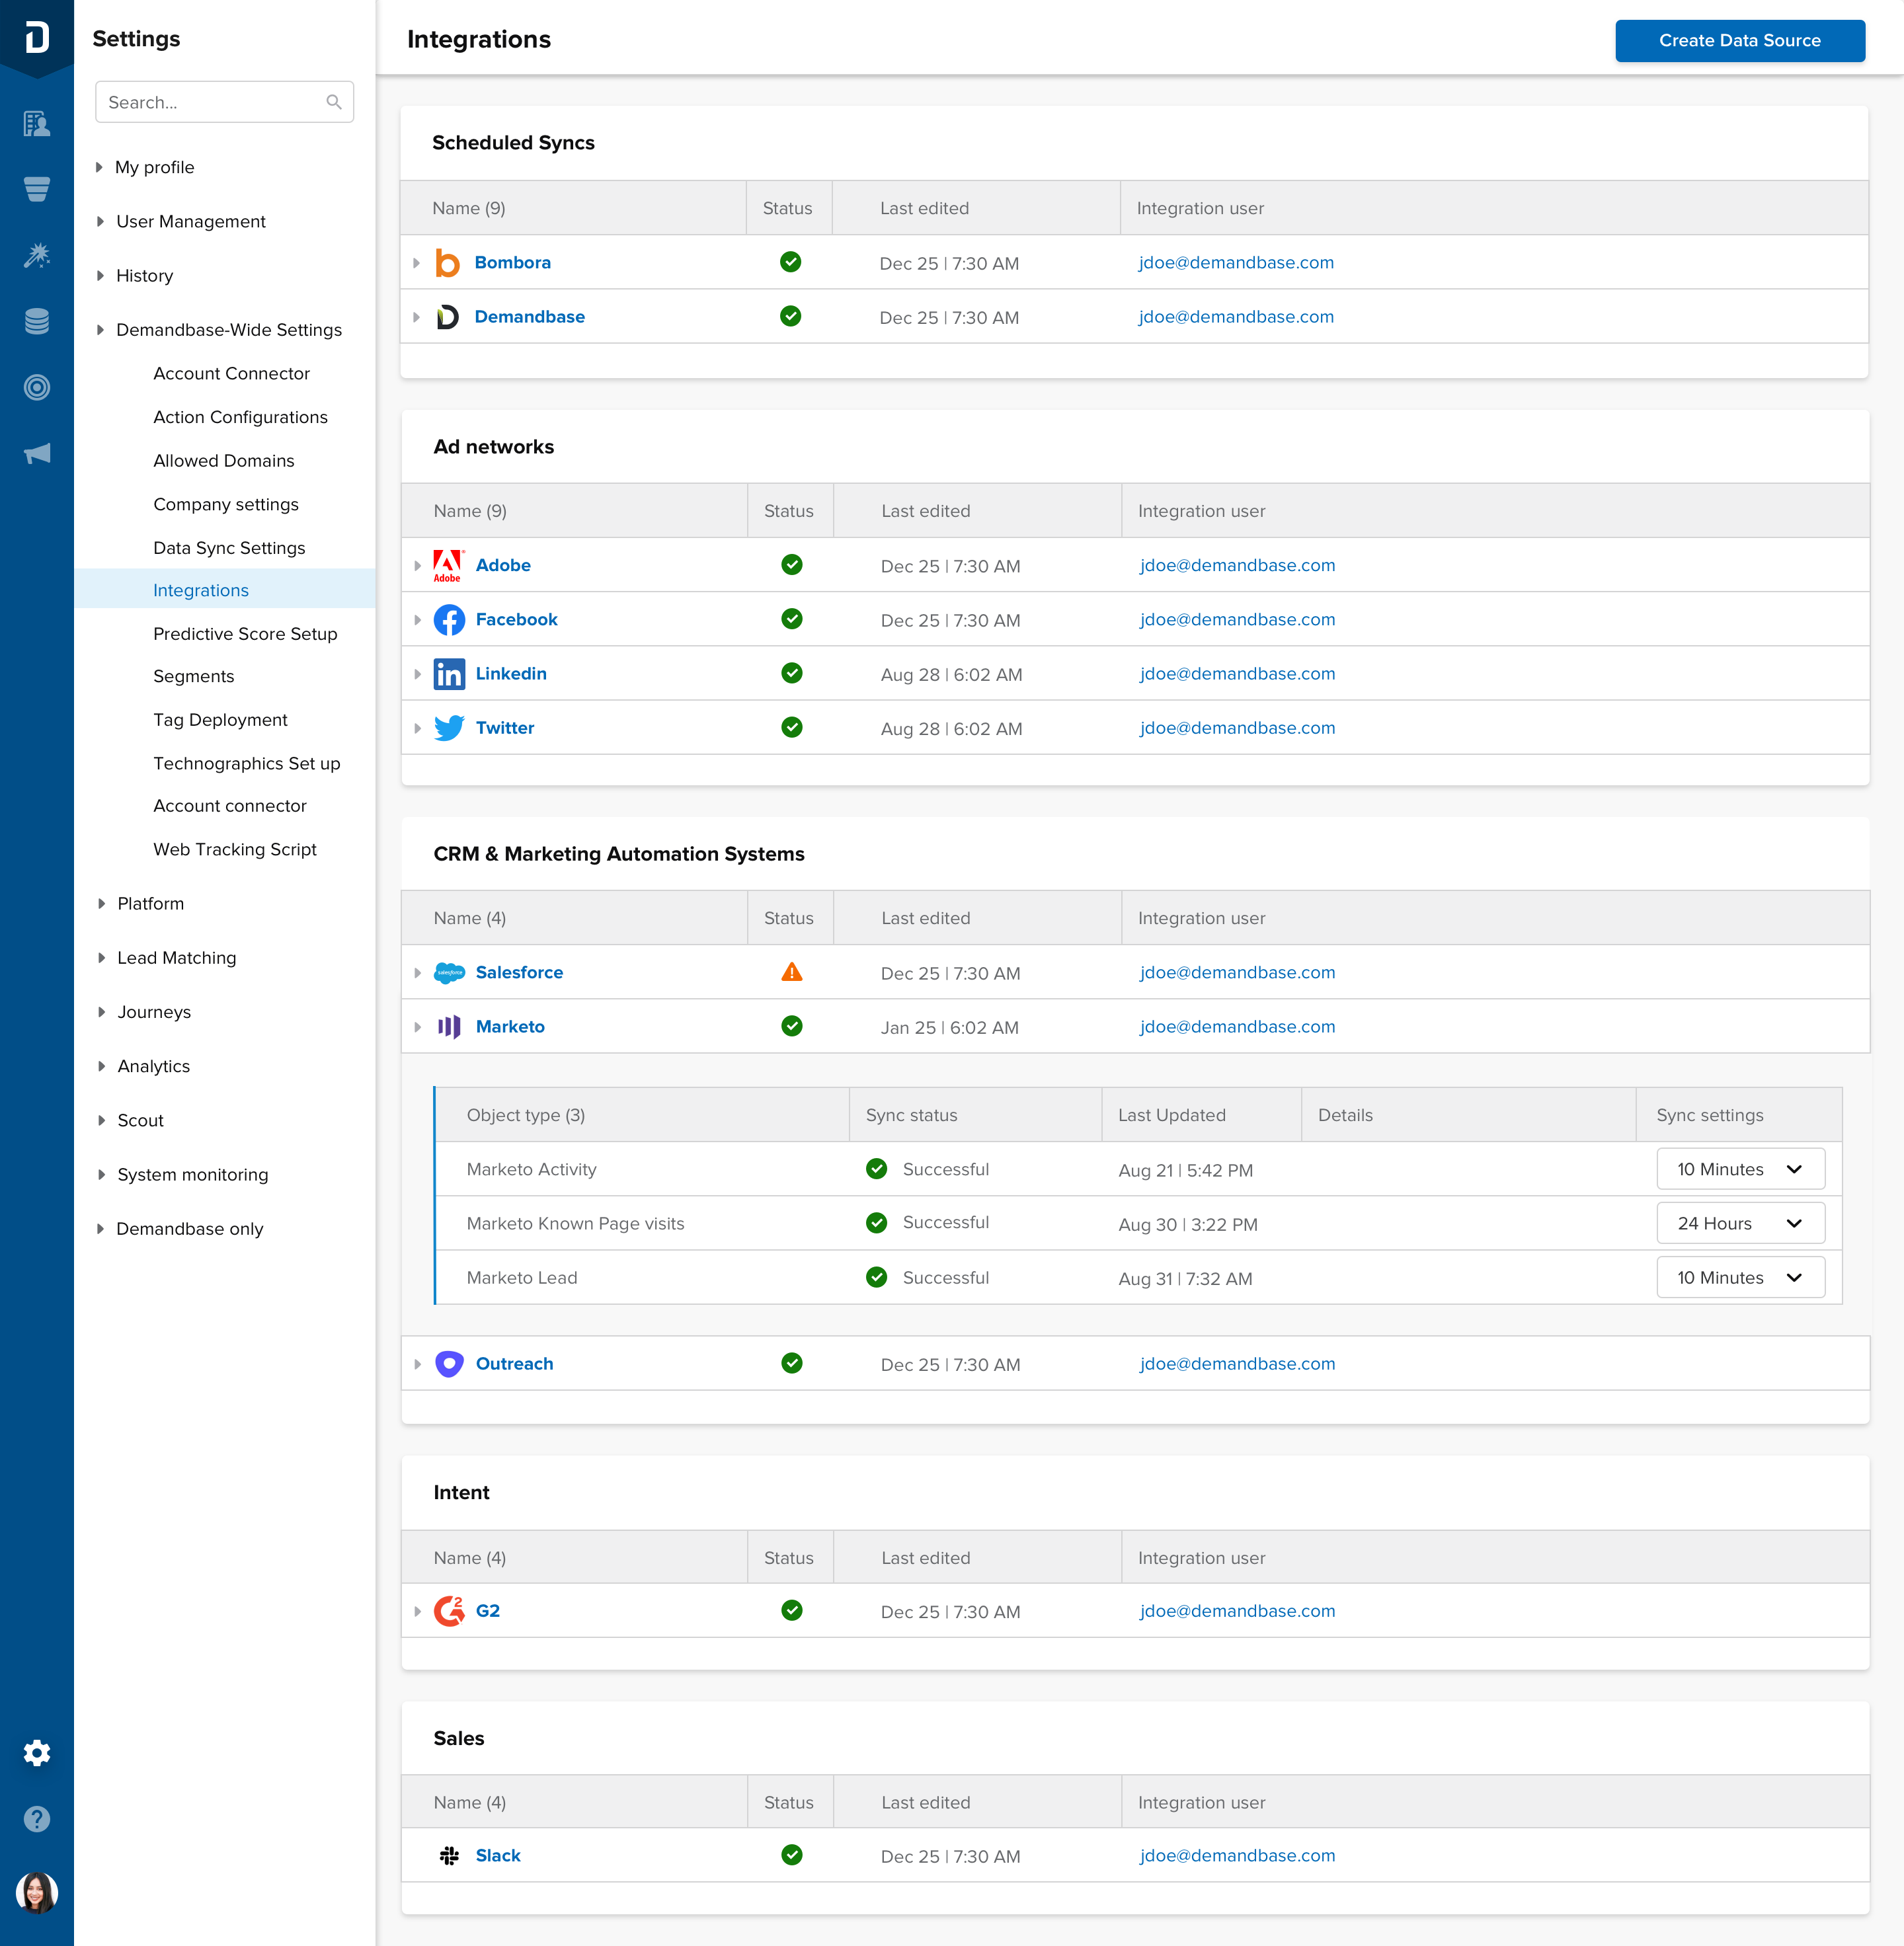 Settings
Search...
My profile
User Management
History
Demandbase-Wide Settings
Account Connector
Action Configurations
Allowed Domains
Company settings
Data Sync Settings
Integrations
Predictive Score Setup
Segments
Tag Deployment
Technographics Set up
Account connector
Web Tracking Script
Platform
Lead Matching
Journeys
Analytics
Scout
System monitoring
Demandbase only
Integrations
Create Data Source
Scheduled Syncs
Name (9) Status Last edited Integration user
Bombora Dec 25 | 7:30 AM jdoe@demandbase.com
Demandbase Dec 25 | 7:30 AM jdoe@demandbase.com
Ad networks
Name (9) Status Last edited Integration user
Adobe Adobe Dec 25 | 7:30 AM jdoe@demandbase.com
Facebook Dec 25 | 7:30 AM jdoe@demandbase.com
in Linkedin Aug 28 | 6:02 AM jdoe@demandbase.com
Twitter Aug 28 | 6:02 AM jdoe@demandbase.com
CRM & Marketing Automation Systems
Name (4) Status Last edited Integration user
salesforce Salesforce Dec 25 | 7:30 AM jdoe@demandbase.com
Marketo Jan 25 | 6:02 AM jdoe@demandbase.com
Object type (3) Sync status Last Updated Details Sync settings
Marketo Activity Successful Aug 21 | 5:42 PM 10 Minutes
Marketo Known Page visits Successful Aug 30 | 3:22 PM 24 Hours
Marketo Lead Successful Aug 31 | 7:32 AM 10 Minutes
Outreach Dec 25 | 7:30 AM jdoe@demandbase.com
Intent
Name (4) Status Last edited Integration user
G2 G2 Dec 25 | 7:30 AM jdoe@demandbase.com
Sales
Name (4) Status Last edited Integration user
Slack Dec 25 | 7:30 AM jdoe@demandbase.com